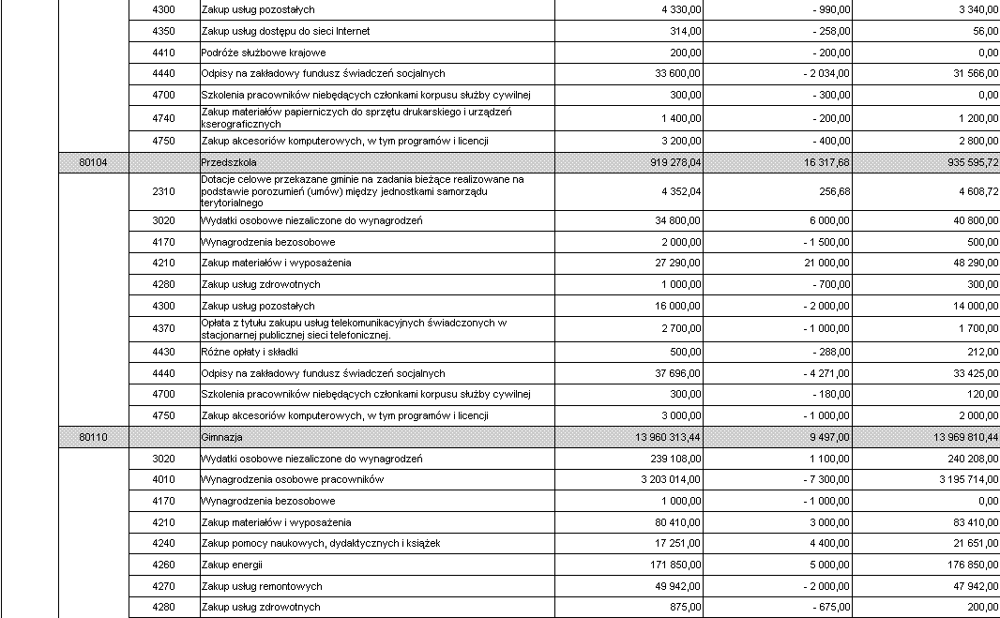 4300 Zakup usług pozostałych 4 330,00 - 990,00 3 340,00
4350 Zakup usług dostępu do sieci Internet 314,00 - 258,00 56,00
4410 Podróże służbowe krajowe 200,00 - 200,00 0,00
4440 Odpisy na zakładowy fundusz świadczeń socjalnych 33 600,00 - 2 034,00 31 566,00
4700 Szkolenia pracowników niebędących członkami korpusu służby cywilnej 300,00 - 300,00 0,00
4740 Zakup materiałów papierniczych do sprzętu drukarskiego i urządzeń
kserograficznych 1 400,00 - 200,00 1 200,00
4750 Zakup akcesoriów komputerowych, w tym programów i licencji 3 200,00 - 400,00 2 800,00
80104 Przedszkola 919 278,04 16 317,68 935 595,72
2310 Dotacje celowe przekazane gminie na zadania bieżące realizowane na
podstawie porozumień (umów) między jednostkami samorządu
terytorialnego 4 352,04 256,68 4 608,72
3020 Wydatki osobowe niezaliczone do wynagrodzeń 34 800,00 6 000,00 40 800,00
4170 Wynagrodzenia bezosobowe 2 000,00 - 1 500,00 500,00
4210 Zakup materiałów i wyposażenia 27 290,00 21 000,00 48 290,00
4280 Zakup usług zdrowotnych 1 000,00 - 700,00 300,00
4300 Zakup usług pozostałych 16 000,00 - 2 000,00 14 000,00
4370 Opłata z tytułu zakupu usług telekomunikacyjnych świadczonych w
stacjonarnej publicznej sieci telefonicznej. 2 700,00 - 1 000,00 1 700,00
4430 Różne opłaty i składki 500,00 - 288,00 212,00
4440 Odpisy na zakładowy fundusz świadczeń socjalnych 37 696,00 - 4 271,00 33 425,00
4700 Szkolenia pracowników niebędących członkami korpusu służby cywilnej 300,00 - 180,00 120,00
4750 Zakup akcesoriów komputerowych, w tym programów i licencji 3 000,00 - 1 000,00 2 000,00
80110 Gimnazja 13 960 313,44 9 497,00 13 969 810,44
3020 Wydatki osobowe niezaliczone do wynagrodzeń 239 108,00 1 100,00 240 208,00
4010 Wynagrodzenia osobowe pracowników 3 203 014,00 - 7 300,00 3 195 714,00
4170 Wynagrodzenia bezosobowe 1 000,00 - 1 000,00 0,00
4210 Zakup materiałów i wyposażenia 80 410,00 3 000,00 83 410,00
4240 Zakup pomocy naukowych, dydaktycznych i książek 17 251,00 4 400,00 21 651,00
4260 Zakup energii 171 850,00 5 000,00 176 850,00
4270 Zakup usług remontowych 49 942,00 - 2 000,00 47 942,00
4280 Zakup usług zdrowotnych 875,00 - 675,00 200,00